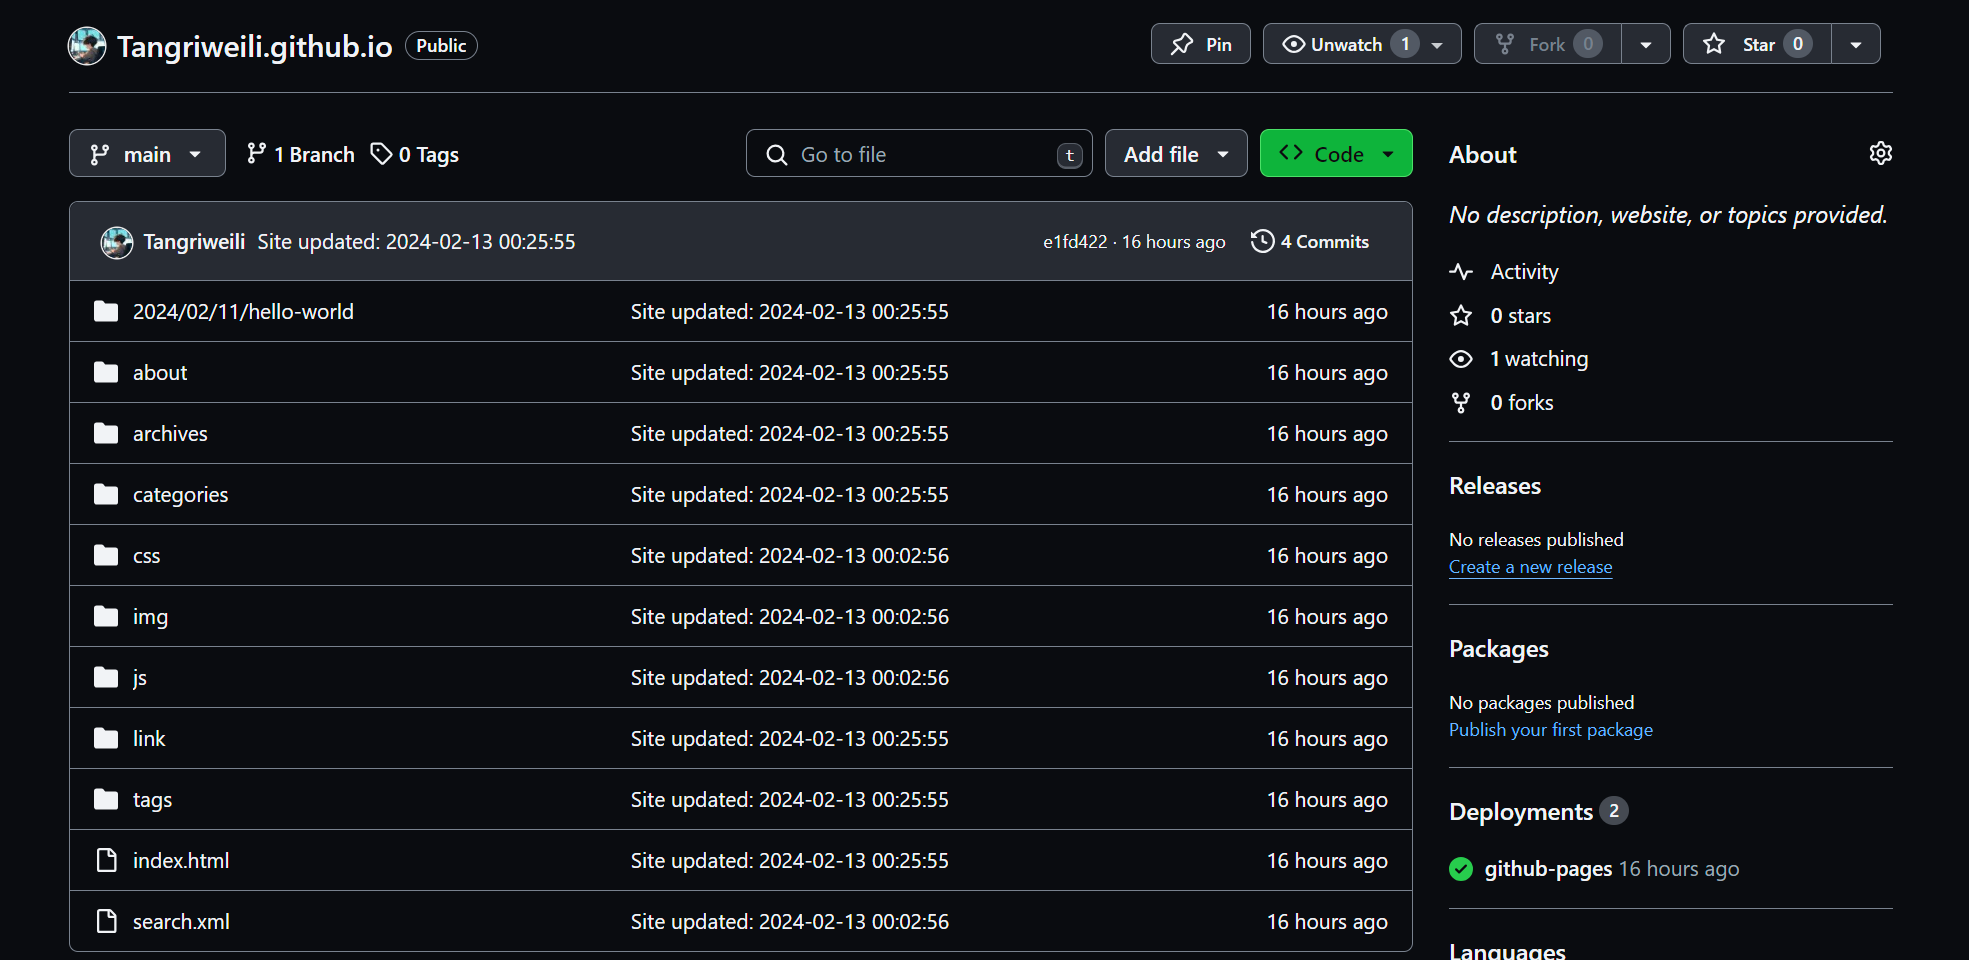 Tangriweili.github.io Public Pin Unwatch 1 Fork 0 Star 0
main 1 Branch 0 Tags Go to file t Add file Code
Tangriweili Site updated: 2024-02-13 00:25:55 e1fd422 · 16 hours ago 4 Commits
2024/02/11/hello-world Site updated: 2024-02-13 00:25:55 16 hours ago
about Site updated: 2024-02-13 00:25:55 16 hours ago
archives Site updated: 2024-02-13 00:25:55 16 hours ago
categories Site updated: 2024-02-13 00:25:55 16 hours ago
css Site updated: 2024-02-13 00:02:56 16 hours ago
img Site updated: 2024-02-13 00:02:56 16 hours ago
js Site updated: 2024-02-13 00:02:56 16 hours ago
link Site updated: 2024-02-13 00:25:55 16 hours ago
tags Site updated: 2024-02-13 00:25:55 16 hours ago
index.html Site updated: 2024-02-13 00:25:55 16 hours ago
search.xml Site updated: 2024-02-13 00:02:56 16 hours ago
About
No description, website, or topics provided.
Activity
0 stars
1 watching
0 forks
Releases
No releases published
Create a new release
Packages
No packages published
Publish your first package
Deployments 2
github-pages 16 hours ago
Languages